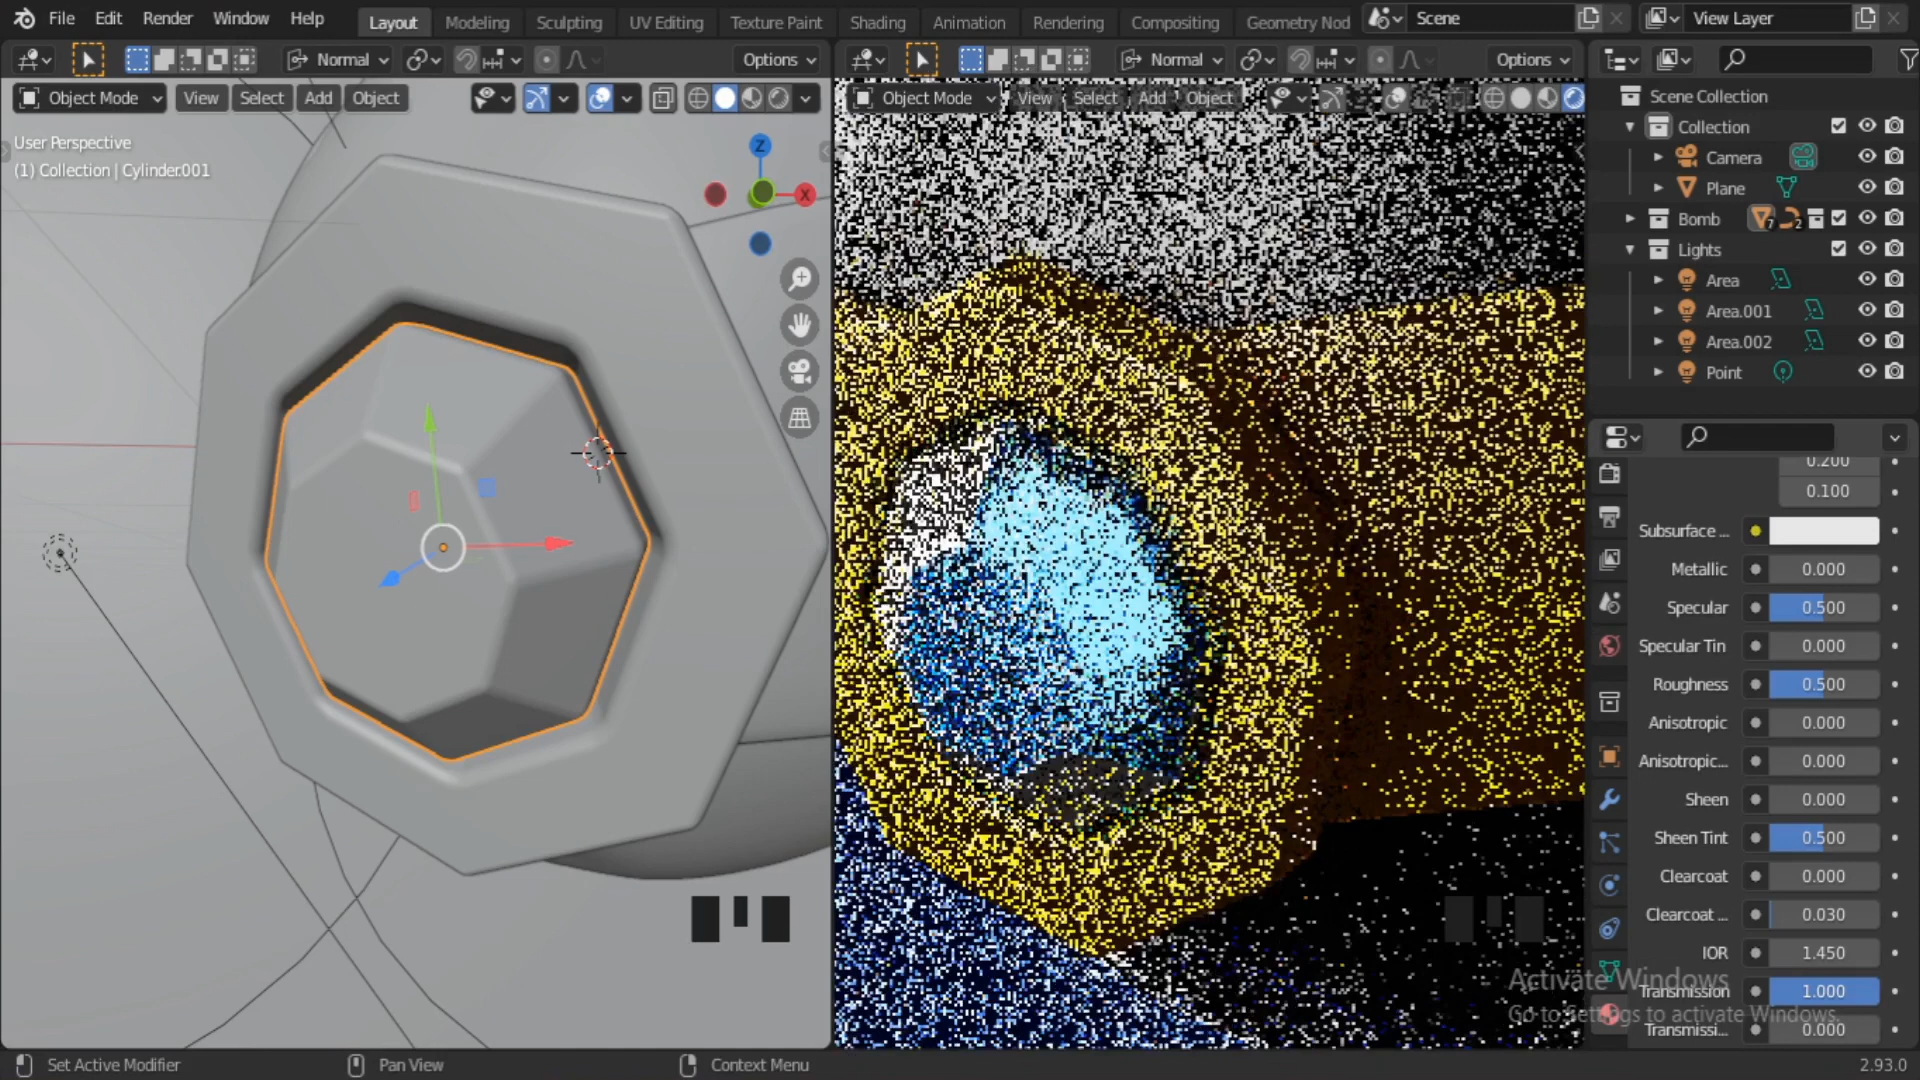 File Edit Render Window Help
Layout Modeling Sculpting UV Editing Texture Paint Shading Animation Rendering Compositing Geometry Nod
Scene
View Layer
Normal Options
Normal Options
Object Mode View Select Add Object
Object Mode View Select Add Object
User Perspective
(1) Collection | Cylinder.001
Z
X
Scene Collection
Collection
Camera
Plane
Bomb 7 2
Lights
Area
Area.001
Area.002
Point
0.200
0.100
Subsurface ...
Metallic 0.000
Specular 0.500
Specular Tin 0.000
Roughness 0.500
Anisotropic 0.000
Anisotropic... 0.000
Sheen 0.000
Sheen Tint 0.500
Clearcoat 0.000
Clearcoat ... 0.030
IOR 1.450
Transmission 1.000
Transmissi... 0.000
Activate Windows
Go to Settings to activate Windows.
Set Active Modifier
Pan View
Context Menu
2.93.0